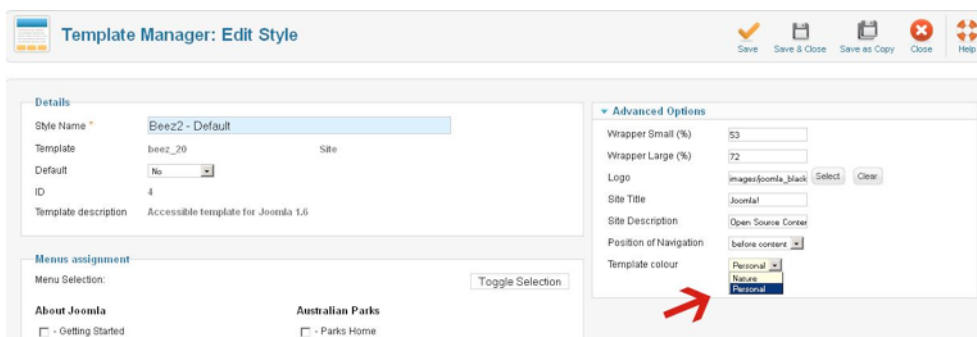 Template Manager: Edit Style
Save
Save & Close
Save as Copy
Close
Help
Details
Style Name *
Beez2 - Default
Template
beez_20
Site
Default
No
ID
4
Template description
Accessible template for Joomla 1.6
Menus assignment
Menu Selection:
Toggle Selection
About Joomla
- Getting Started
Australian Parks
- Parks Home
Advanced Options
Wrapper Small (%)
53
Wrapper Large (%)
72
Logo
images/joomla_black
Select
Clear
Site Title
Joomla!
Site Description
Open Source Conter
Position of Navigation
before content
Template colour
Personal
Nature
Personal